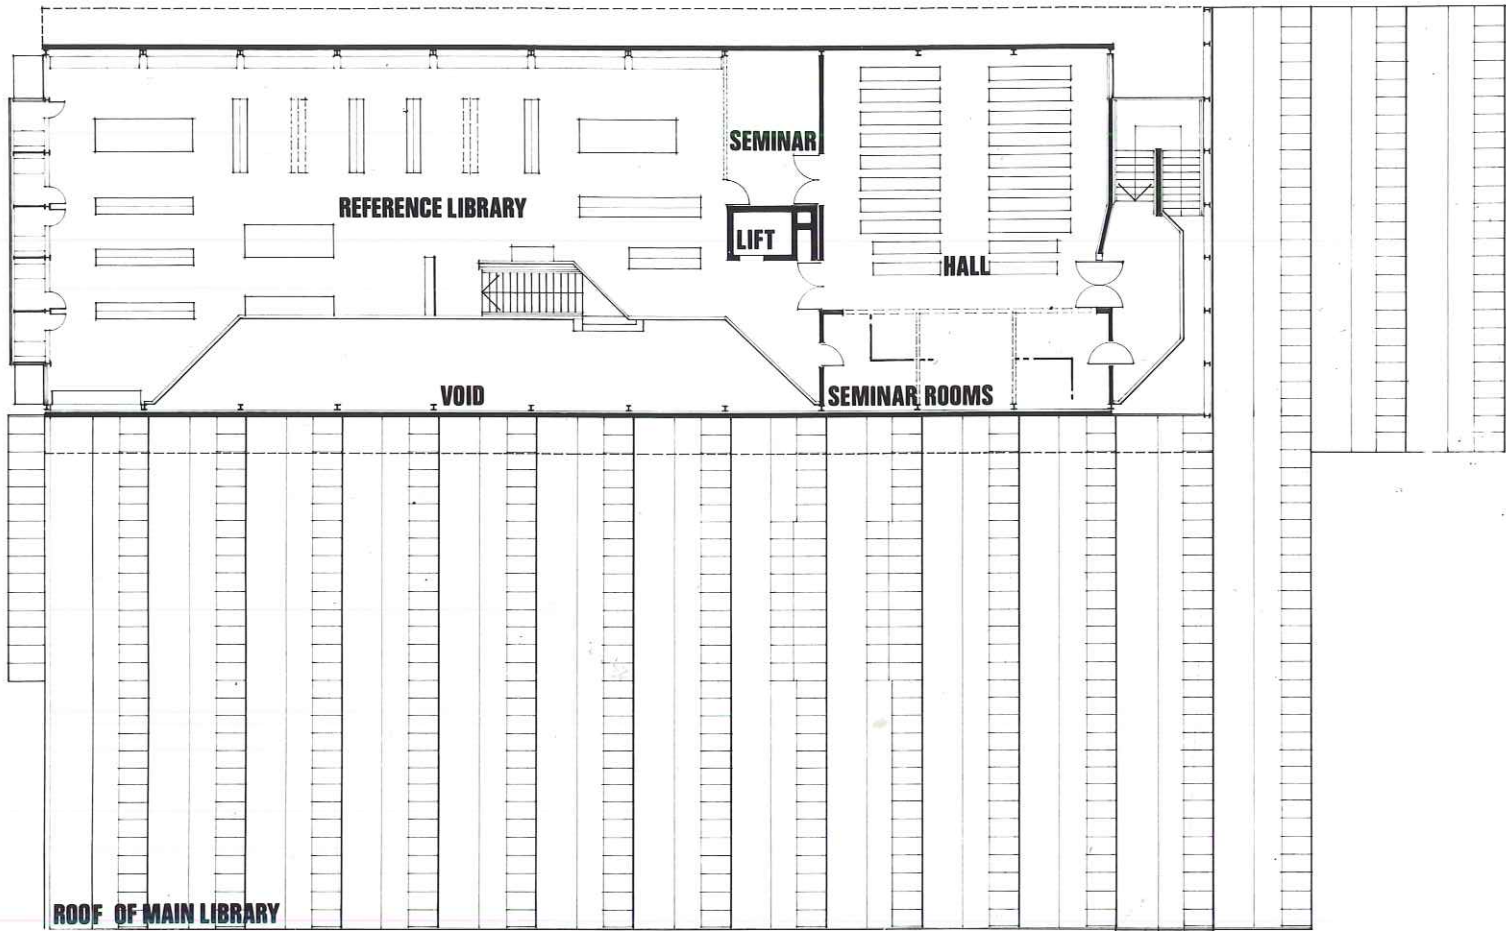 SEMINAR
REFERENCE LIBRARY
LIFT
HALL
VOID
SEMINAR ROOMS
ROOF OF MAIN LIBRARY